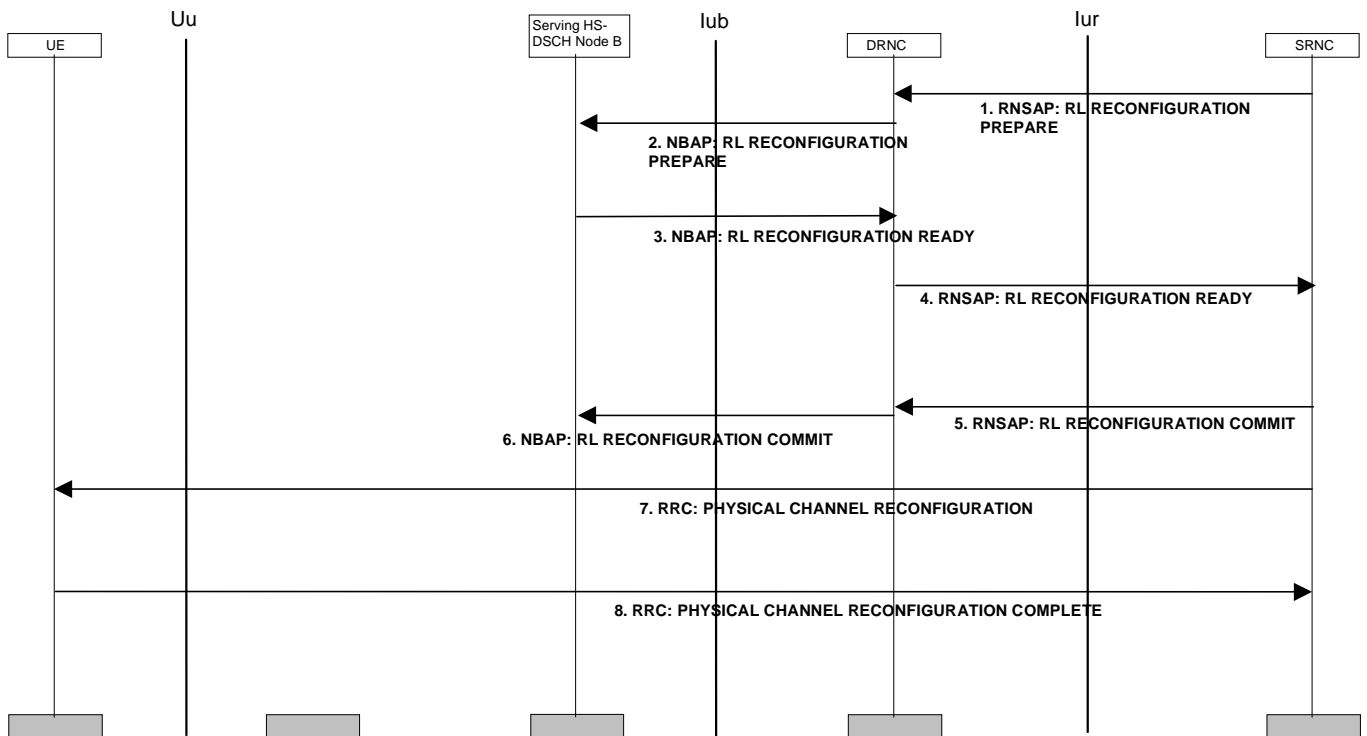 Uu
Iub
Iur
UE
Serving HS-
DSCH Node B
DRNC
SRNC
1. RNSAP: RL RECONFIGURATION
PREPARE
2. NBAP: RL RECONFIGURATION
PREPARE
3. NBAP: RL RECONFIGURATION READY
4. RNSAP: RL RECONFIGURATION READY
5. RNSAP: RL RECONFIGURATION COMMIT
6. NBAP: RL RECONFIGURATION COMMIT
7. RRC: PHYSICAL CHANNEL RECONFIGURATION
8. RRC: PHYSICAL CHANNEL RECONFIGURATION COMPLETE